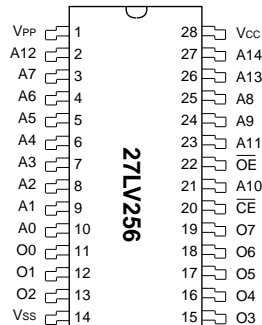 VPP 1 28 VCC
A12 2 27 A14
A7 3 26 A13
A6 4 25 A8
A5 5 24 A9
A4 6 23 A11
A3 7 22 O̅E̅
A2 8 21 A10
A1 9 20 C̅E̅
A0 10 19 O7
O0 11 18 O6
O1 12 17 O5
O2 13 16 O4
VSS 14 15 O3
27LV256